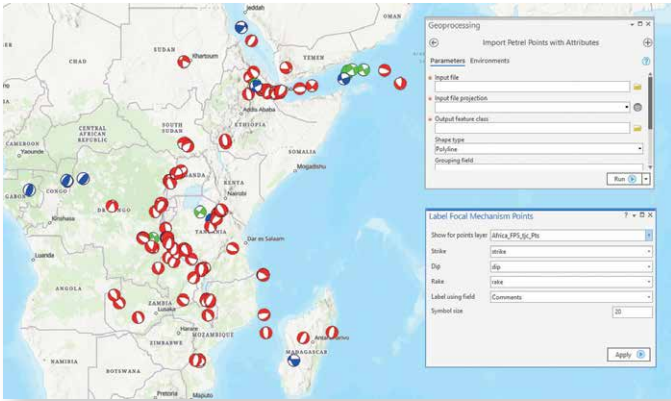 Jeddah
OMAN
SUDAN
Khartoum
CHAD
YEMEN
Addis Ababa
ETHIOPIA
CENTRAL
AFRICAN
REPUBLIC
SOUTH
SUDAN
CAMEROON
Yaounde
SOMALIA
Mogadishu
KENYA
Nairobi
GABON
CONGO
Kinshasa
TANZANIA
Dar es Salaam
Luanda
ANGOLA
ZAMBIA
Lusaka
Harare
MOZAMBIQUE
ZIMBABWE
MADAGASCAR
NAMIBIA
BOTSWANA
Pretoria
Maputo
Geoprocessing
Import Petrel Points with Attributes
Parameters Environments
Input file
Input file projection
Output feature class
Shape type
Polyline
Grouping field
Run
Label Focal Mechanism Points
Show for points layer Africa_FPS_tjc_Pts
Strike strike
Dip dip
Rake rake
Label using field Comments
Symbol size 20
Apply